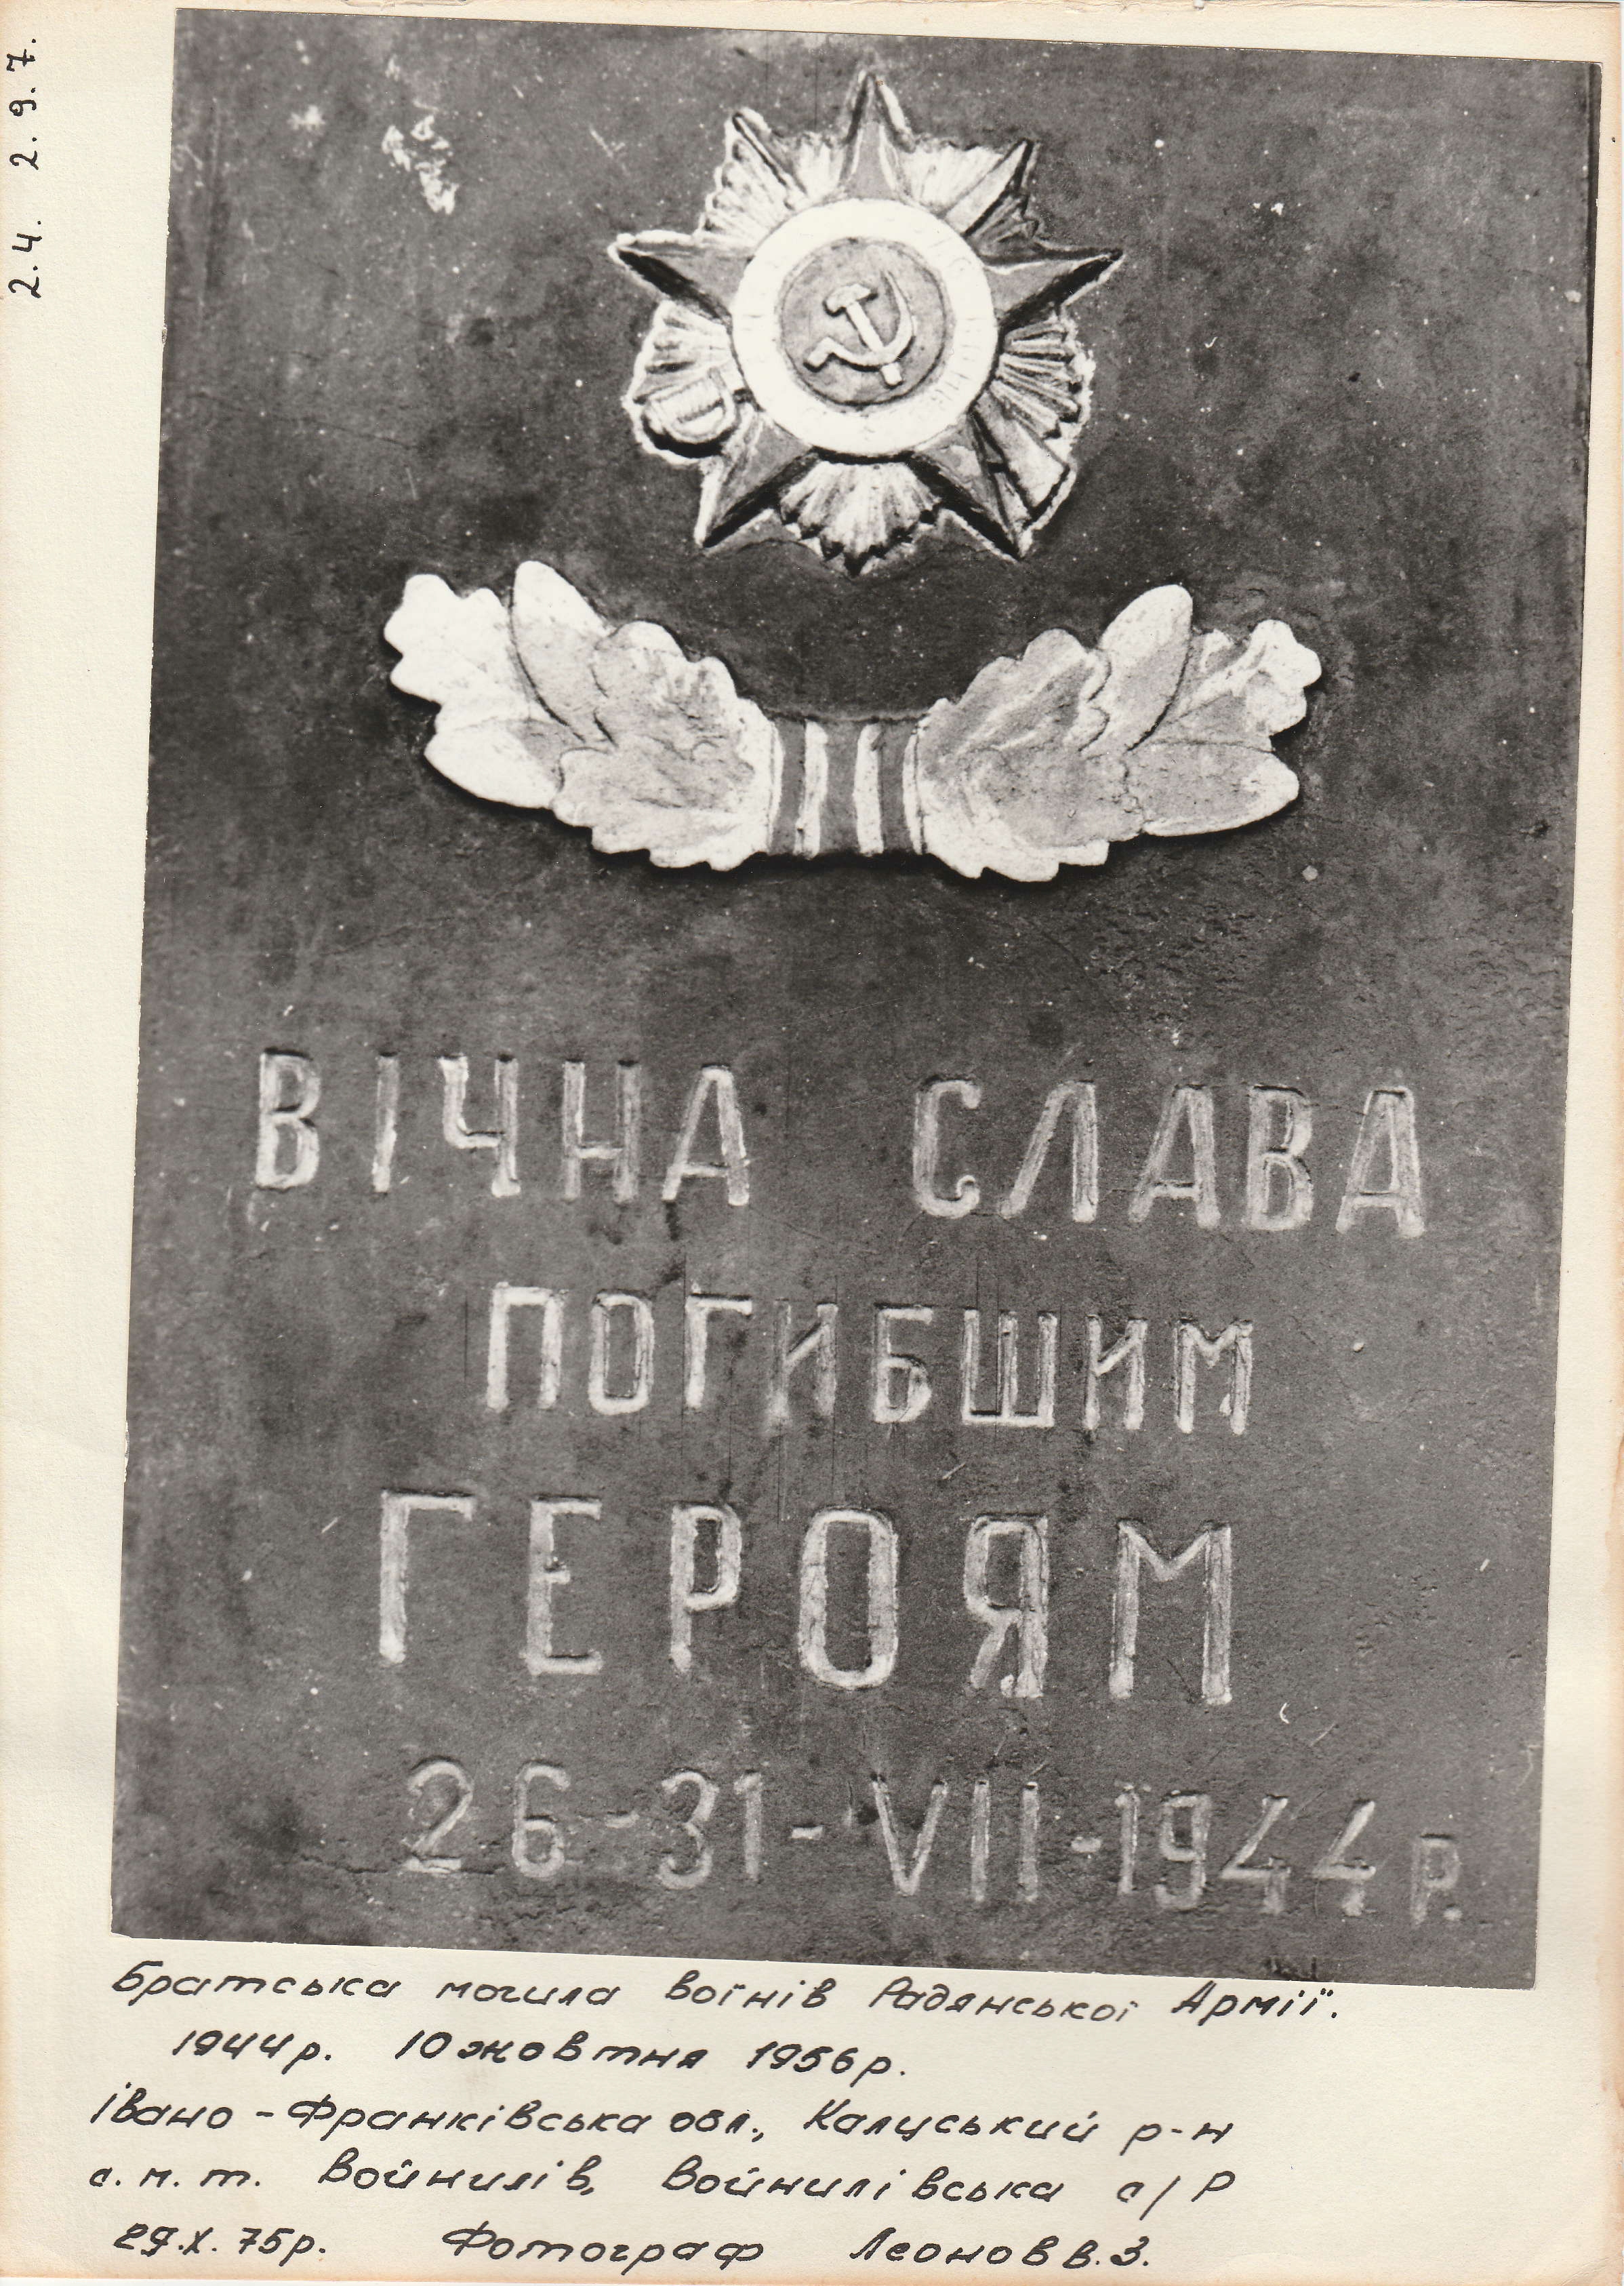 2.4. 2.9.7.
ВІЧНА СЛАВА
ПОГИБШИМ
ГЕРОЯМ
26-31-VII-1944р.
Братська могила воїнів Радянської Армії.
1944р. 10 жовтня 1956р.
Івано-Франківська обл., Калуський р-н
с.м.т. Войнилів, Войнилівська с/Р
29.X.75р. Фотограф Леонов В.З.